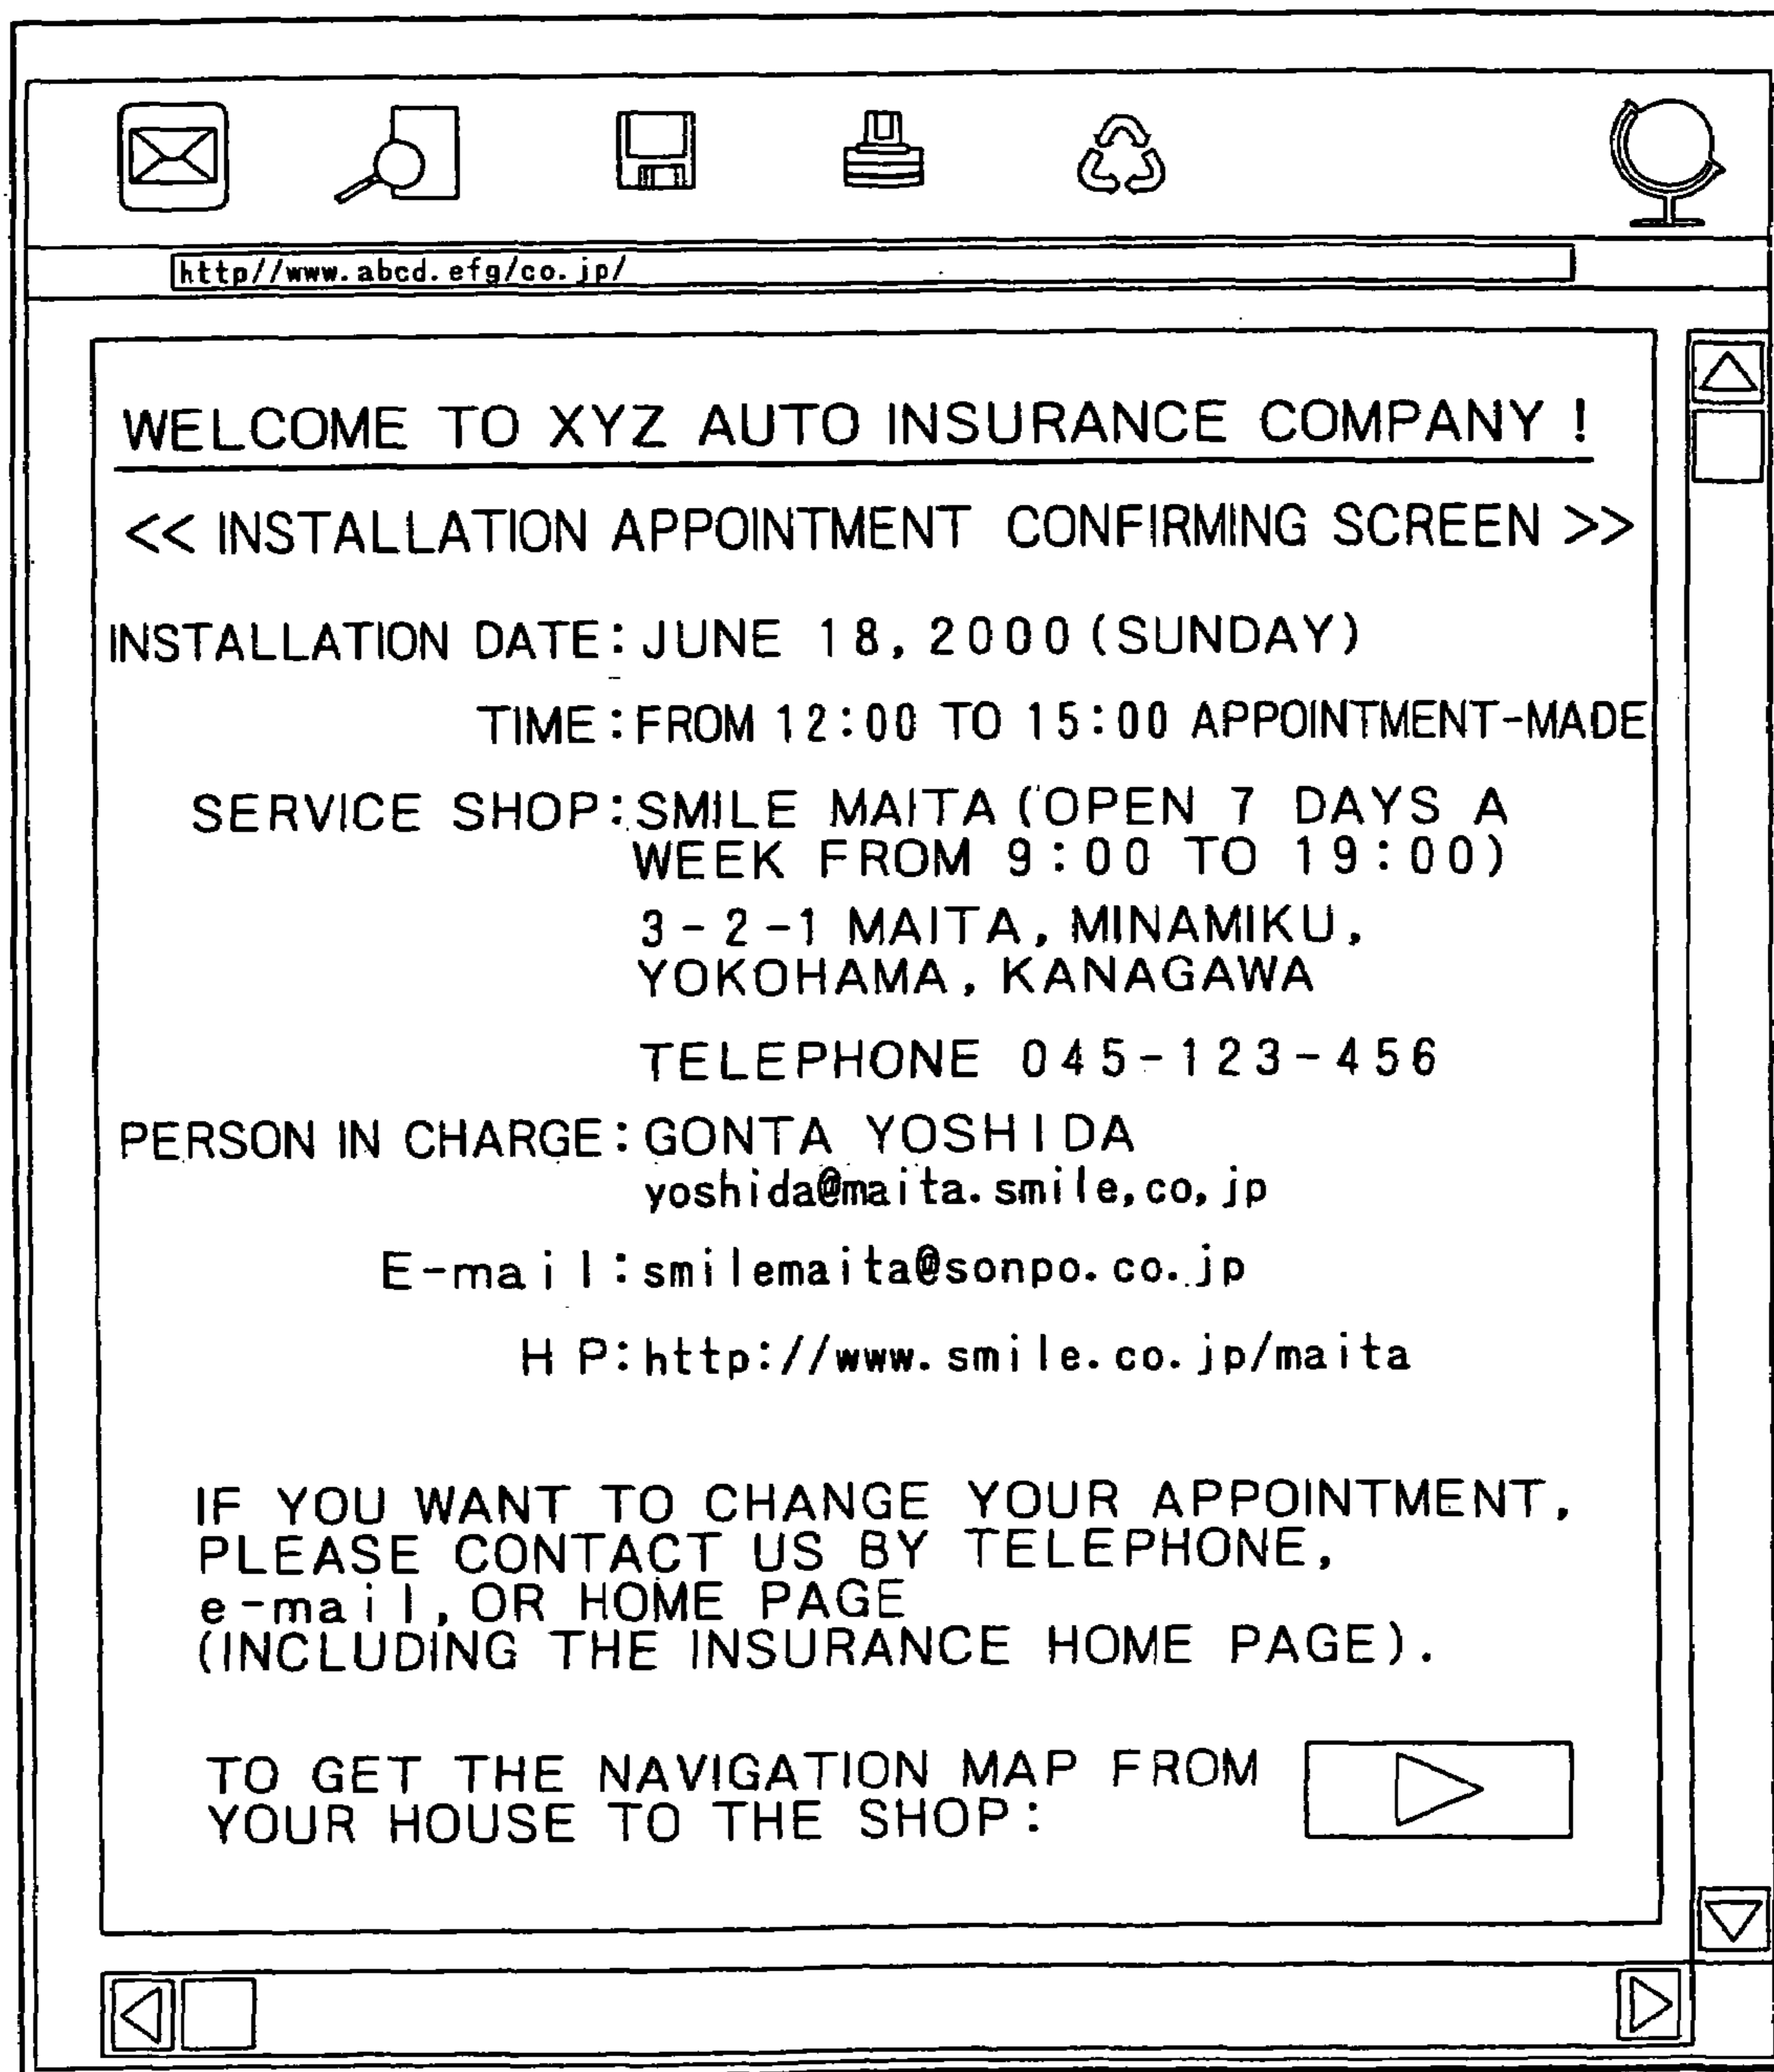 http//www.abcd.efg/co.jp/
WELCOME TO XYZ AUTO INSURANCE COMPANY !
<< INSTALLATION APPOINTMENT CONFIRMING SCREEN >>
INSTALLATION DATE: JUNE 18, 2000 (SUNDAY)
TIME: FROM 12:00 TO 15:00 APPOINTMENT-MADE
SERVICE SHOP: SMILE MAITA (OPEN 7 DAYS A
WEEK FROM 9:00 TO 19:00)
3-2-1 MAITA, MINAMIKU,
YOKOHAMA, KANAGAWA
TELEPHONE 045-123-456
PERSON IN CHARGE: GONTA YOSHIDA
yoshida@maita.smile,co,jp
E-mail: smilemaita@sonpo.co.jp
HP: http://www.smile.co.jp/maita
IF YOU WANT TO CHANGE YOUR APPOINTMENT,
PLEASE CONTACT US BY TELEPHONE,
e-mail, OR HOME PAGE
(INCLUDING THE INSURANCE HOME PAGE).
TO GET THE NAVIGATION MAP FROM
YOUR HOUSE TO THE SHOP: